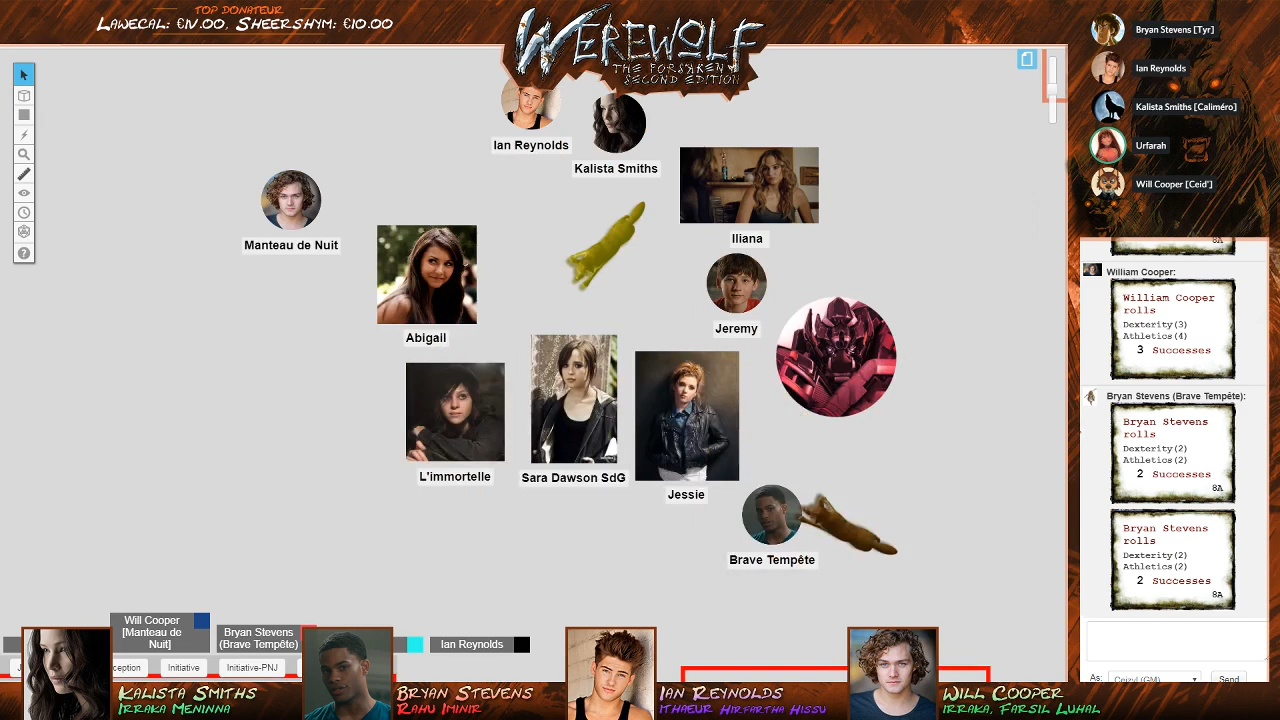 TOP DONATEUR
LAWECAL: €IV.00, SHEERSHYM: €10.00
WEREWOLF
THE FORSAKEN
SECOND EDITION
Bryan Stevens [Tyr]
Ian Reynolds
Kalista Smiths [Caliméro]
Urfarah
Will Cooper [Ceid']
Ian Reynolds
Kalista Smiths
Manteau de Nuit
Iliana
Abigail
Jeremy
L'immortelle
Sara Dawson SdG
Jessie
Brave Tempête
8A
William Cooper:
William Cooper
rolls
Dexterity(3)
Athletics(4)
3 Successes
Bryan Stevens (Brave Tempête):
Bryan Stevens
rolls
Dexterity(2)
Athletics(2)
2 Successes
8A
Bryan Stevens
rolls
Dexterity(2)
Athletics(2)
2 Successes
8A
As: Ceizyl (GM) Send
Will Cooper
[Manteau de
Nuit]
Bryan Stevens
(Brave Tempête)
Ian Reynolds
ception
Initiative
Initiative-PNJ
KALISTA SMITHS
IRRAKA MENINNA
BRYAN STEVENS
RAHU IMINIR
IAN REYNOLDS
ITHAEUR HIRFARTHA HISSU
WILL COOPER
IRRAKA, FARSIL LUHAL